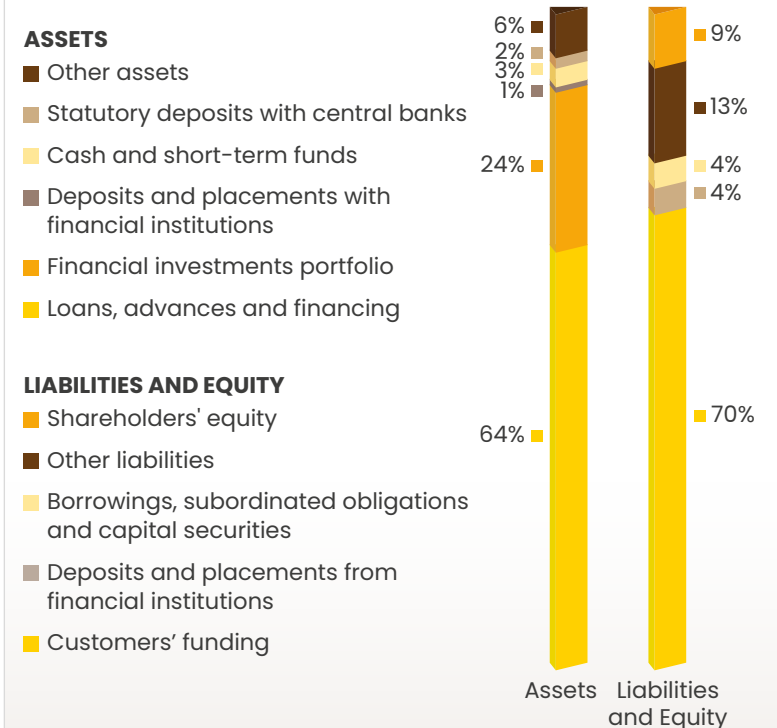 ASSETS
Other assets
Statutory deposits with central banks
Cash and short-term funds
Deposits and placements with
financial institutions
Financial investments portfolio
Loans, advances and financing
LIABILITIES AND EQUITY
Shareholders' equity
Other liabilities
Borrowings, subordinated obligations
and capital securities
Deposits and placements from
financial institutions
Customers’ funding
6%
2%
3%
1%
24%
64%
9%
13%
4%
4%
70%
Assets
Liabilities
and Equity